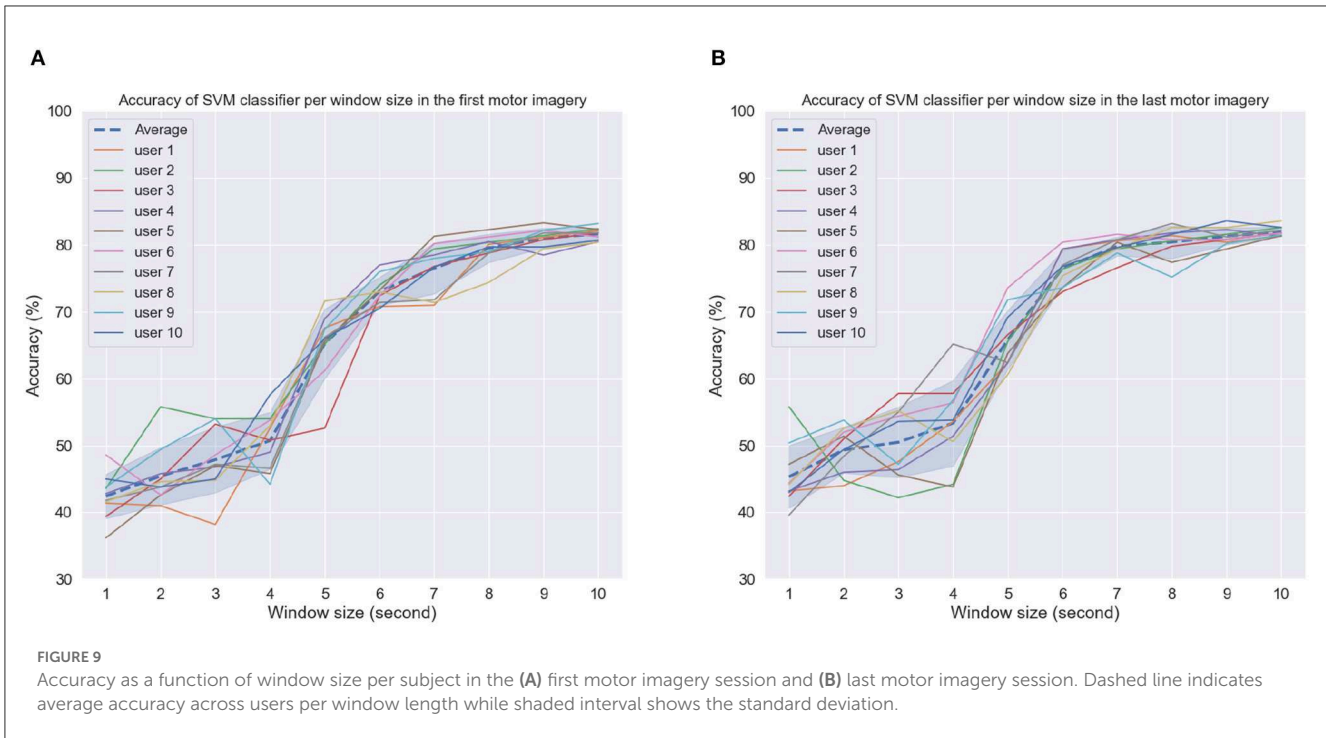 A
Accuracy of SVM classifier per window size in the first motor imagery
100
90
80
70
60
50
40
30
Accuracy (%)
Average
user 1
user 2
user 3
user 4
user 5
user 6
user 7
user 8
user 9
user 10
1 2 3 4 5 6 7 8 9 10
Window size (second)
B
Accuracy of SVM classifier per window size in the last motor imagery
100
90
80
70
60
50
40
30
Accuracy (%)
Average
user 1
user 2
user 3
user 4
user 5
user 6
user 7
user 8
user 9
user 10
1 2 3 4 5 6 7 8 9 10
Window size (second)
FIGURE 9
Accuracy as a function of window size per subject in the (A) first motor imagery session and (B) last motor imagery session. Dashed line indicates
average accuracy across users per window length while shaded interval shows the standard deviation.